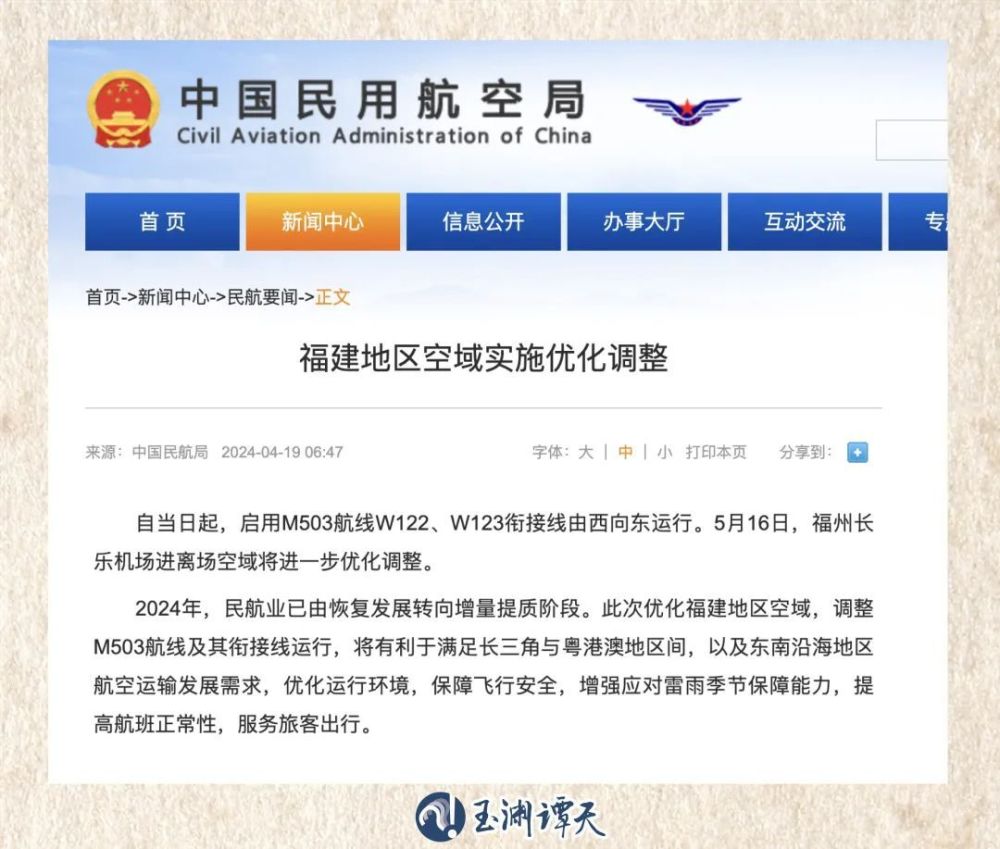 中国民用航空局
Civil Aviation Administration of China
首 页
新闻中心
信息公开
办事大厅
互动交流
首页->新闻中心->民航要闻->正文
福建地区空域实施优化调整
来源：中国民航局 2024-04-19 06:47 字体：大 | 中 | 小 打印本页 分享到：
自当日起，启用M503航线W122、W123衔接线由西向东运行。5月16日，福州长
乐机场进离场空域将进一步优化调整。
2024年，民航业已由恢复发展转向增量提质阶段。此次优化福建地区空域，调整
M503航线及其衔接线运行，将有利于满足长三角与粤港澳地区间，以及东南沿海地区
航空运输发展需求，优化运行环境，保障飞行安全，增强应对雷雨季节保障能力，提
高航班正常性，服务旅客出行。
玉渊谭天